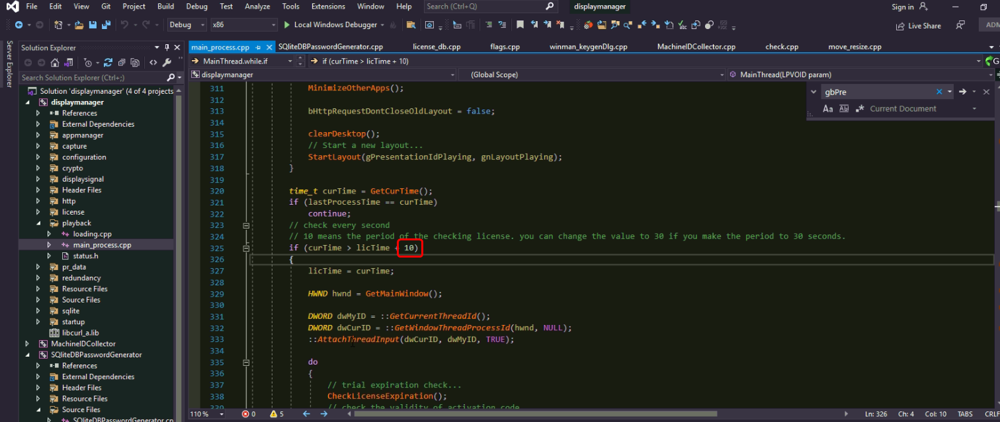 File Edit View Git Project Build Debug Test Analyze Tools Extensions Window Help Search (Ctrl+Q) displaymanager Sign in
Debug x86 Local Windows Debugger Live Share ADM
Server Explorer
Solution Explorer
Search Solution Explorer (Ctrl+;)
Solution 'displaymanager' (4 of 4 projects
displaymanager
References
External Dependencies
appmanager
capture
configuration
crypto
displaysignal
Header Files
http
license
playback
loading.cpp
main_process.cpp
status.h
pr_data
redundancy
Resource Files
Source Files
sqlite
startup
libcurl_a.lib
MachineIDCollector
SQliteDBPasswordGenerator
References
External Dependencies
Header Files
Resource Files
Source Files
SQliteDBPasswordGenerator.cp
main_process.cpp SQliteDBPasswordGenerator.cpp license_db.cpp flags.cpp winman_keygenDlg.cpp MachineIDCollector.cpp check.cpp move_resize.cpp
MainThread.while.if if (curTime > licTime + 10) G
displaymanager (Global Scope) MainThread(LPVOID param)
gbPre
Aa Ab Current Document
311 MinimizeOtherApps();
312
313 bHttpRequestDontCloseOldLayout = false;
314
315 clearDesktop();
316 // Start a new layout...
317 StartLayout(gPresentationIdPlaying, gnLayoutPlaying);
318 }
319
320 time_t curTime = GetCurTime();
321 if (lastProcessTime == curTime)
322 continue;
323 // check every second
324 // 10 means the period of the checking license. you can change the value to 30 if you make the period to 30 seconds.
325 if (curTime > licTime + 10)
326 {
327 licTime = curTime;
328
329 HWND hwnd = GetMainWindow();
330
331 DWORD dwMyID = ::GetCurrentThreadId();
332 DWORD dwCurID = ::GetWindowThreadProcessId(hwnd, NULL);
333 ::AttachThreadInput(dwCurID, dwMyID, TRUE);
334
335 do
336 {
337 // trial expiration check...
338 CheckLicenseExpiration();
339 // check the validity of activation code
110 % 0 5 Ln: 326 Ch: 4 Col: 10 TABS CRLF